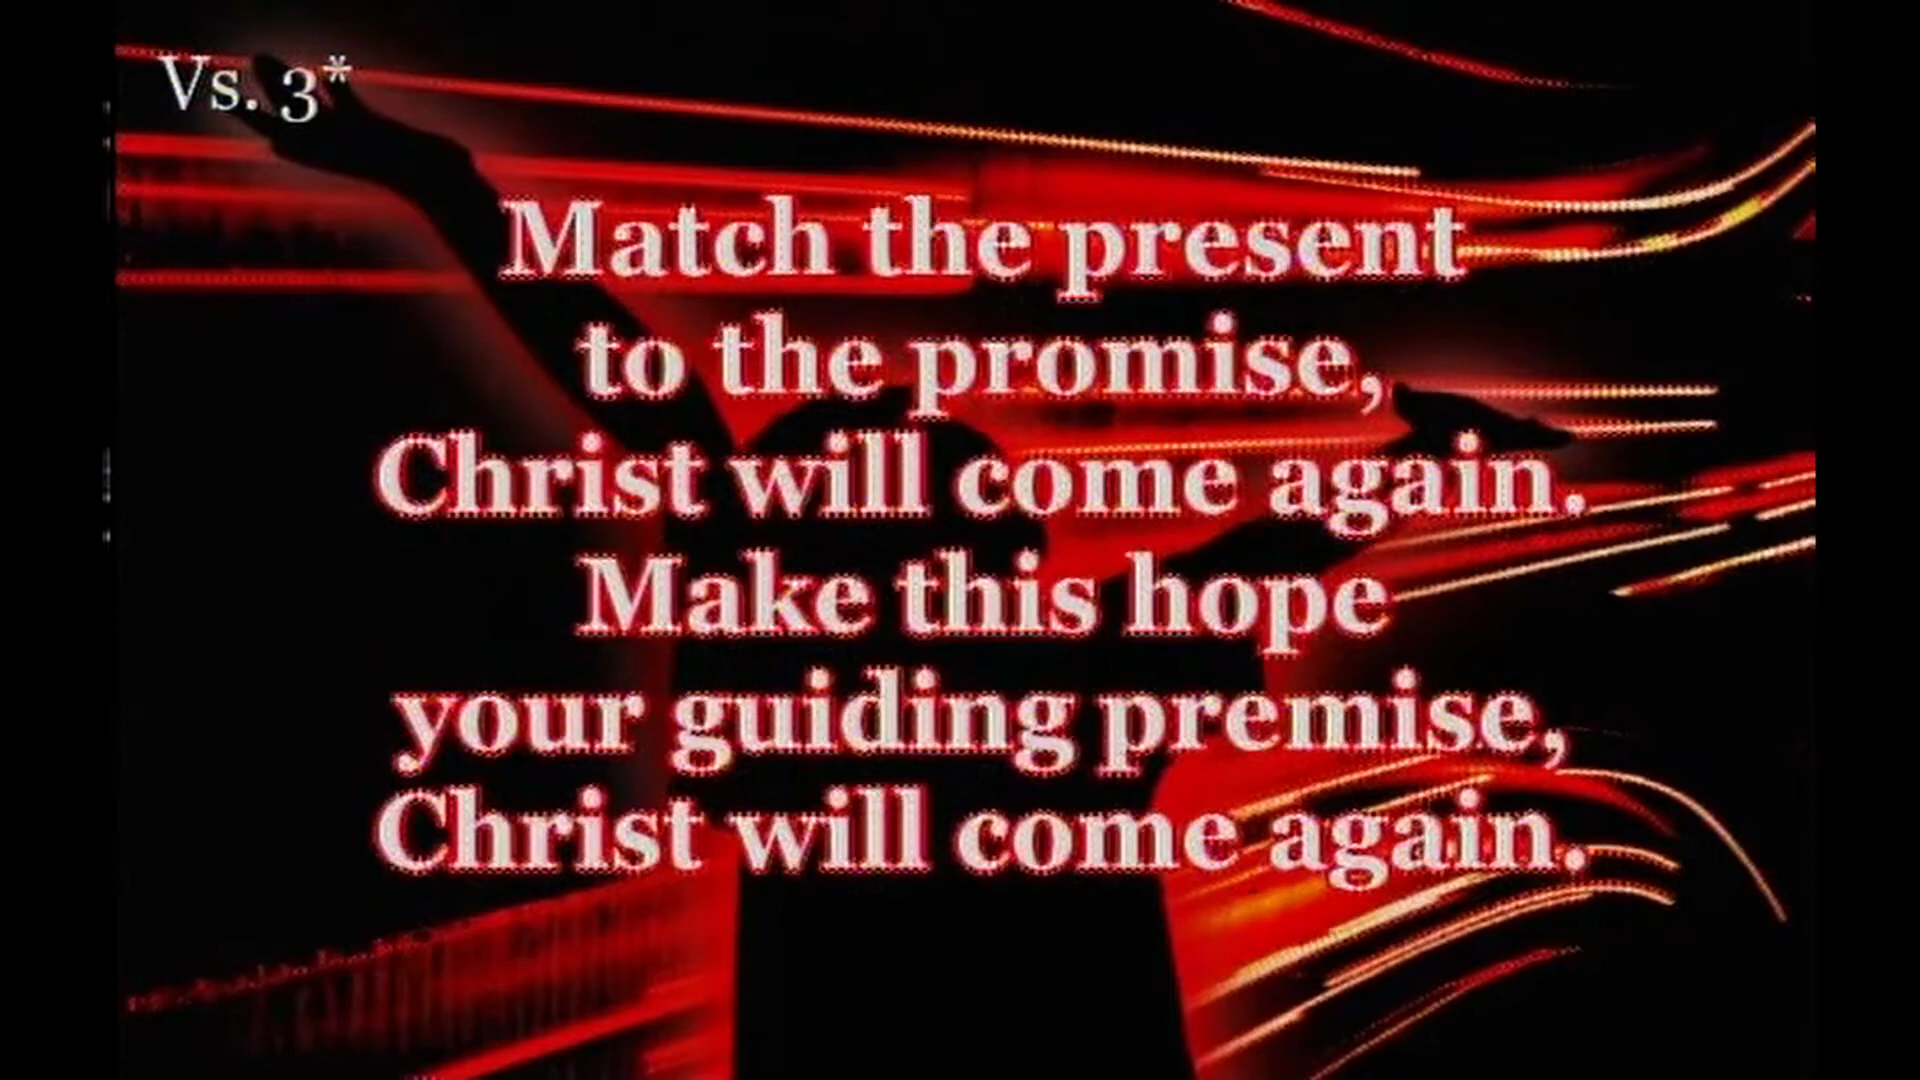 Vs. 3*
Match the present
to the promise,
Christ will come again.
Make this hope
your guiding premise,
Christ will come again.